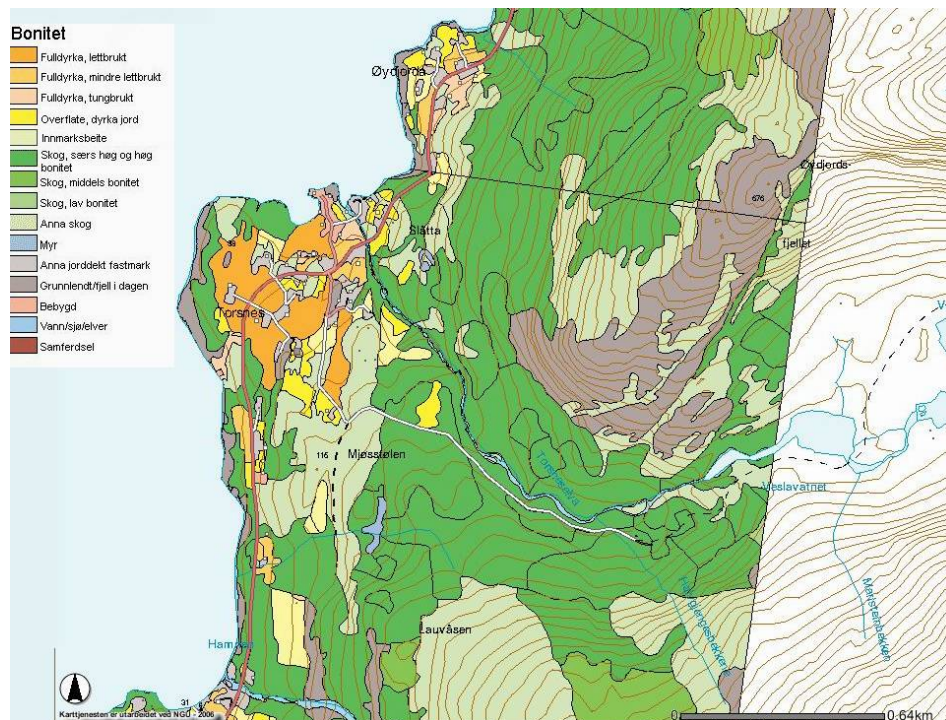 Bonitet
Fulldyrka, lettbrukt
Fulldyrka, mindre lettbrukt
Fulldyrka, tungbrukt
Overflate, dyrka jord
Innmarksbeite
Skog, særs høg og høg
bonitet
Skog, middels bonitet
Skog, lav bonitet
Anna skog
Myr
Anna jorddekt fastmark
Grunnlendt/fjell i dagen
Bebygd
Vann/sjø/elver
Samferdsel
Øydjorda
Øydjords-
676
Slåtta
fjellet
38
Torsnes
116
Mjøsstølen
Torsneselva
Veslavatnet
Lauvåsen
Maristeinbekken
31
Karttjenesten er utarbeidet ved NGU - 2006
0
0.64km